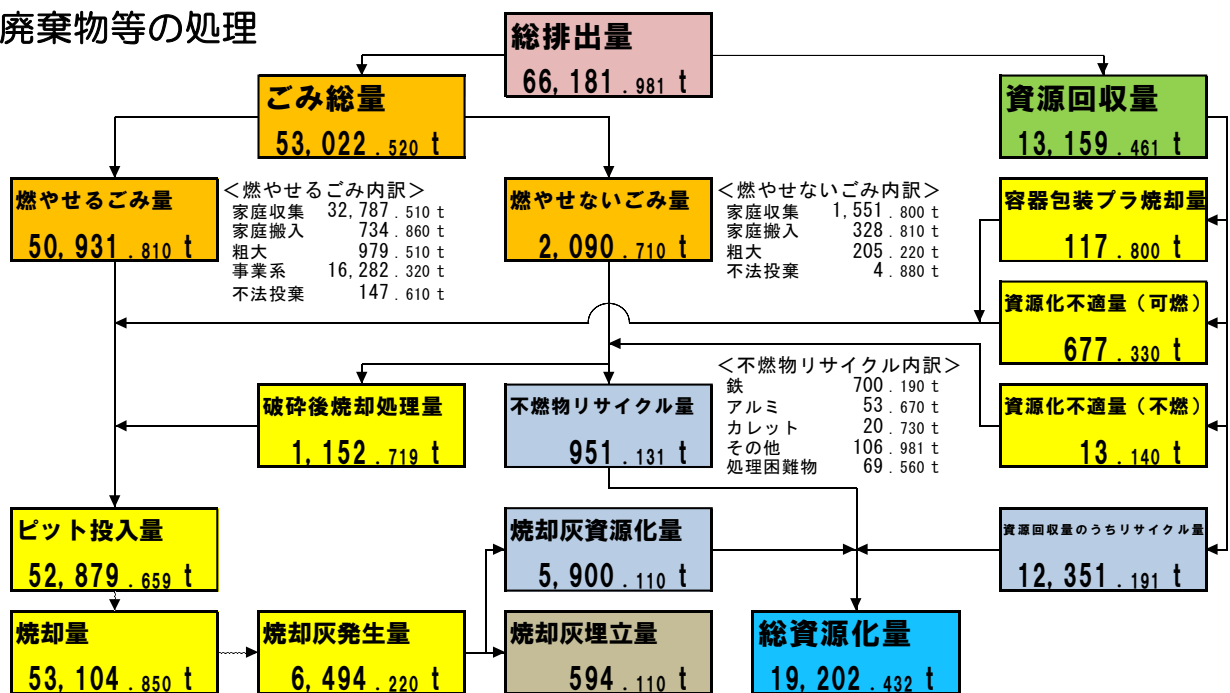 廃棄物等の処理
総排出量
66,181.981 t
ごみ総量
53,022.520 t
資源回収量
13,159.461 t
燃やせるごみ量
50,931.810 t
＜燃やせるごみ内訳＞
家庭収集 32,787.510 t
家庭搬入 734.860 t
粗大 979.510 t
事業系 16,282.320 t
不法投棄 147.610 t
燃やせないごみ量
2,090.710 t
＜燃やせないごみ内訳＞
家庭収集 1,551.800 t
家庭搬入 328.810 t
粗大 205.220 t
不法投棄 4.880 t
容器包装プラ焼却量
117.800 t
資源化不適量（可燃）
677.330 t
破砕後焼却処理量
1,152.719 t
不燃物リサイクル量
951.131 t
＜不燃物リサイクル内訳＞
鉄 700.190 t
アルミ 53.670 t
カレット 20.730 t
その他 106.981 t
処理困難物 69.560 t
資源化不適量（不燃）
13.140 t
ピット投入量
52,879.659 t
焼却灰資源化量
5,900.110 t
資源回収量のうちリサイクル量
12,351.191 t
焼却量
53,104.850 t
焼却灰発生量
6,494.220 t
焼却灰埋立量
594.110 t
総資源化量
19,202.432 t